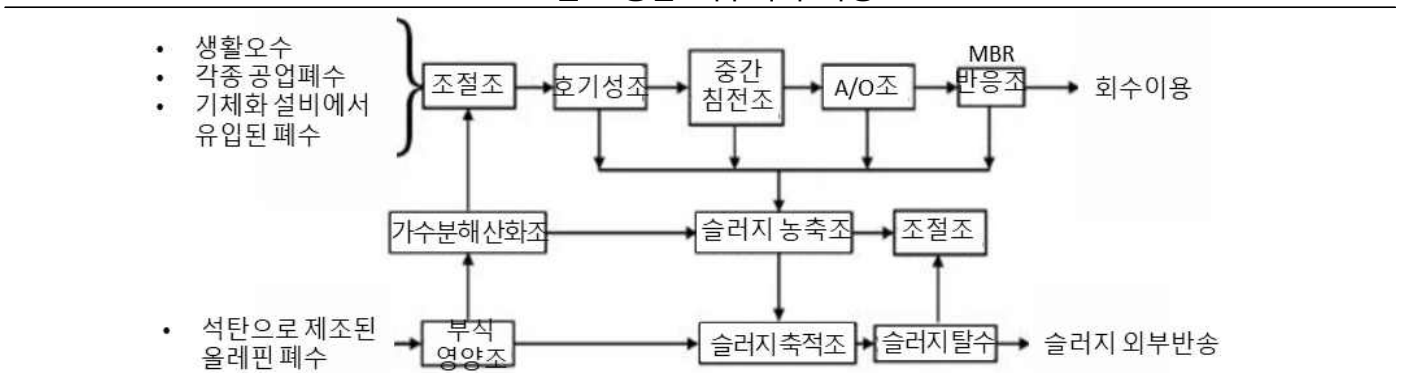 • 생활오수
• 각종 공업폐수
• 기체화 설비에서
유입된 폐수
조절조
호기성조
중간
침전조
A/O조
MBR
반응조
회수이용
가수분해 산화조
슬러지 농축조
조절조
• 석탄으로 제조된
올레핀 폐수
부식
영양조
슬러지 축적조
슬러지 탈수
슬러지 외부반송